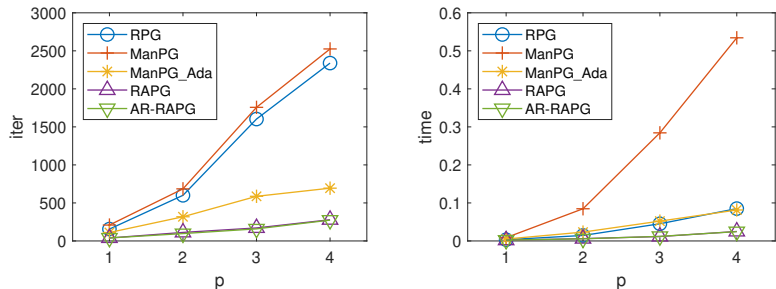 3000
2500
2000
1500
1000
500
0
iter
1 2 3 4
p
RPG
ManPG
ManPG_Ada
RAPG
AR-RAPG
0.6
0.5
0.4
0.3
0.2
0.1
0
time
1 2 3 4
p
RPG
ManPG
ManPG_Ada
RAPG
AR-RAPG